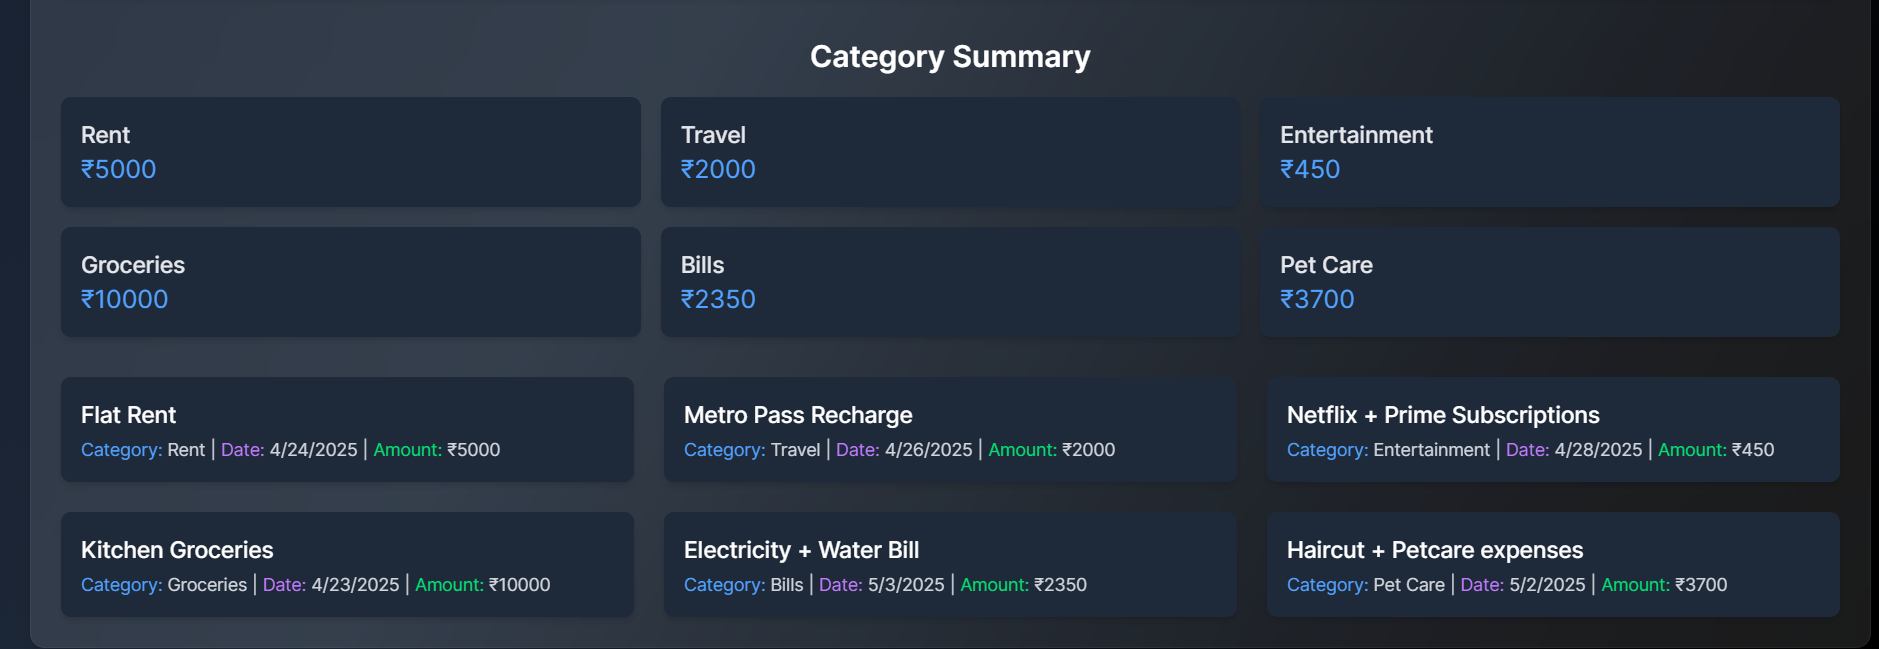 Category Summary
Rent
₹5000
Travel
₹2000
Entertainment
₹450
Groceries
₹10000
Bills
₹2350
Pet Care
₹3700
Flat Rent
Category: Rent | Date: 4/24/2025 | Amount: ₹5000
Metro Pass Recharge
Category: Travel | Date: 4/26/2025 | Amount: ₹2000
Netflix + Prime Subscriptions
Category: Entertainment | Date: 4/28/2025 | Amount: ₹450
Kitchen Groceries
Category: Groceries | Date: 4/23/2025 | Amount: ₹10000
Electricity + Water Bill
Category: Bills | Date: 5/3/2025 | Amount: ₹2350
Haircut + Petcare expenses
Category: Pet Care | Date: 5/2/2025 | Amount: ₹3700